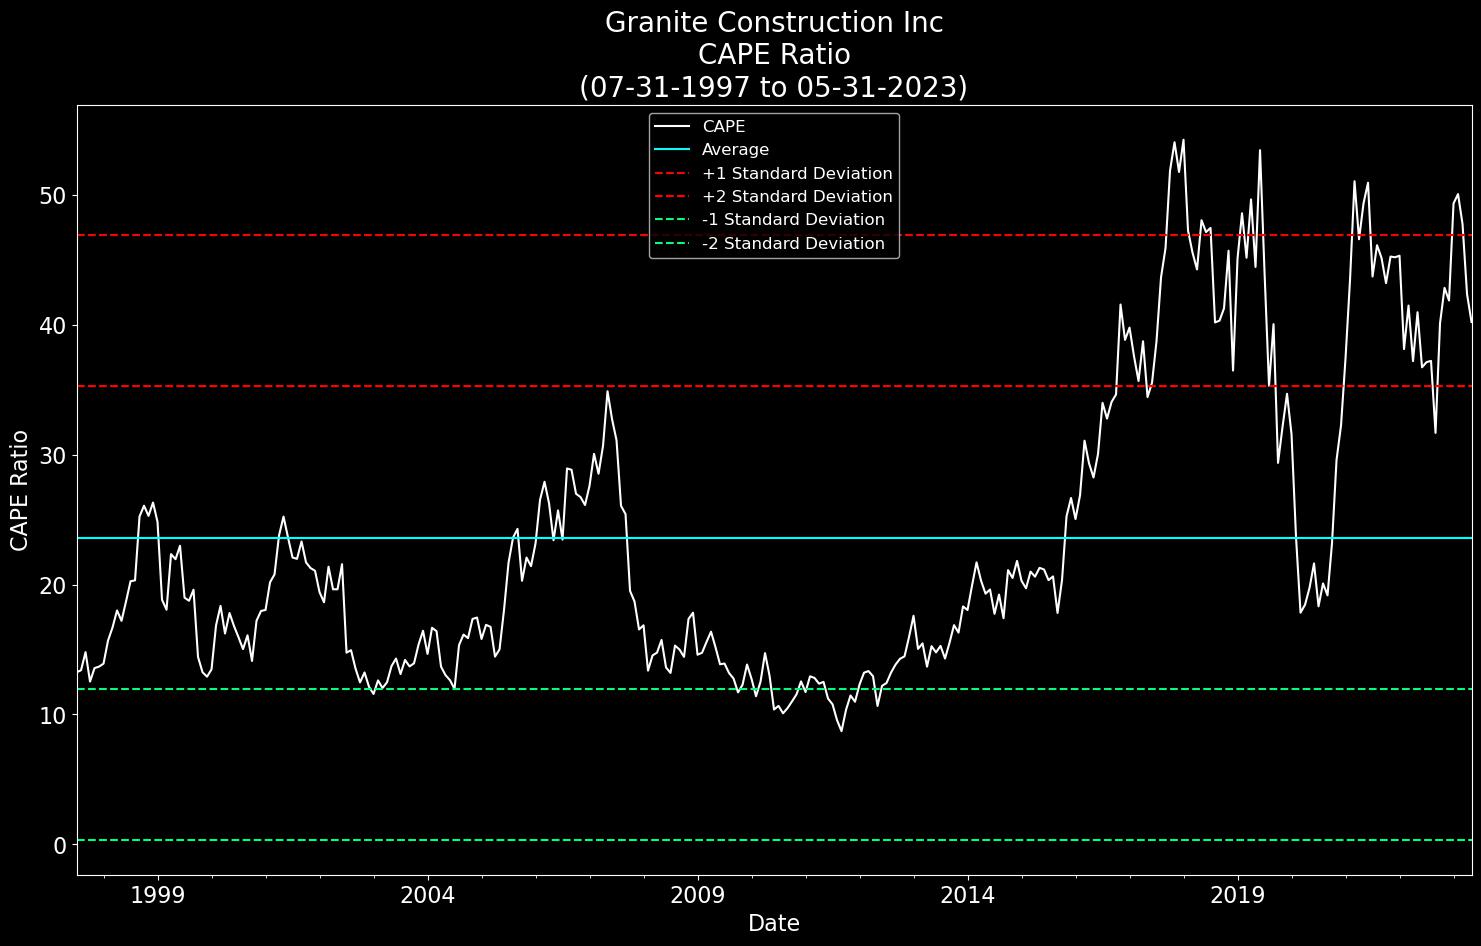 Granite Construction Inc
CAPE Ratio
(07-31-1997 to 05-31-2023)
CAPE
Average
+1 Standard Deviation
+2 Standard Deviation
-1 Standard Deviation
-2 Standard Deviation
CAPE Ratio
50
40
30
20
10
0
1999 2004 2009 2014 2019
Date